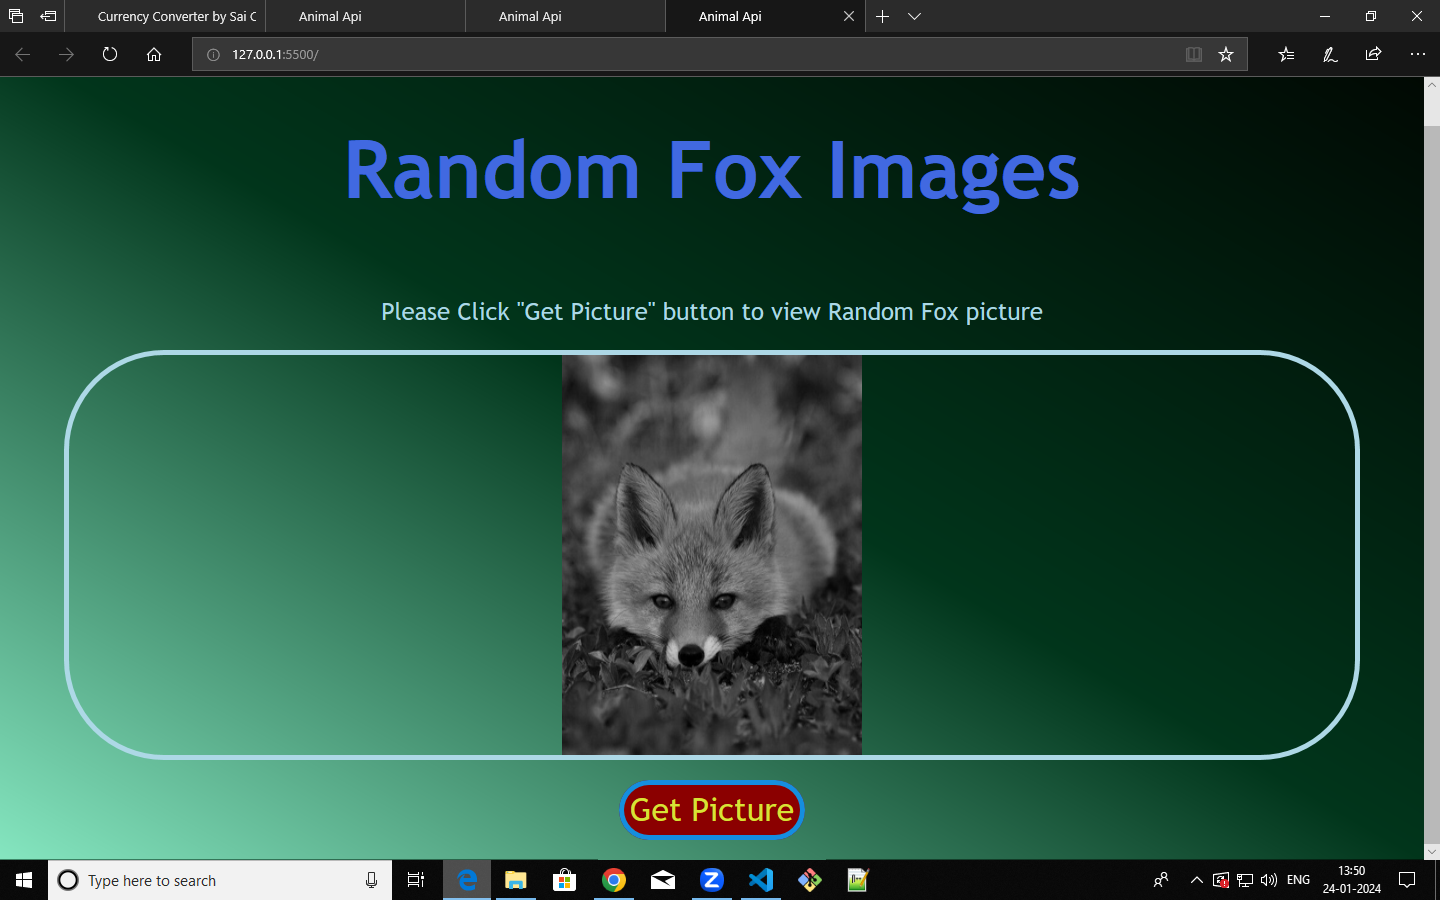 Currency Converter by Sai C
Animal Api
Animal Api
Animal Api
127.0.0.1:5500/
Random Fox Images
Please Click "Get Picture" button to view Random Fox picture
Get Picture
Type here to search
ENG
13:50
24-01-2024